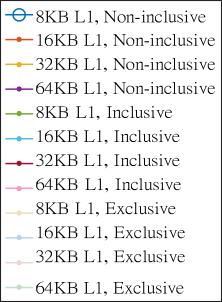 8KB L1, Non-inclusive
16KB L1, Non-inclusive
32KB L1, Non-inclusive
64KB L1, Non-inclusive
8KB L1, Inclusive
16KB L1, Inclusive
32KB L1, Inclusive
64KB L1, Inclusive
8KB L1, Exclusive
16KB L1, Exclusive
32KB L1, Exclusive
64KB L1, Exclusive